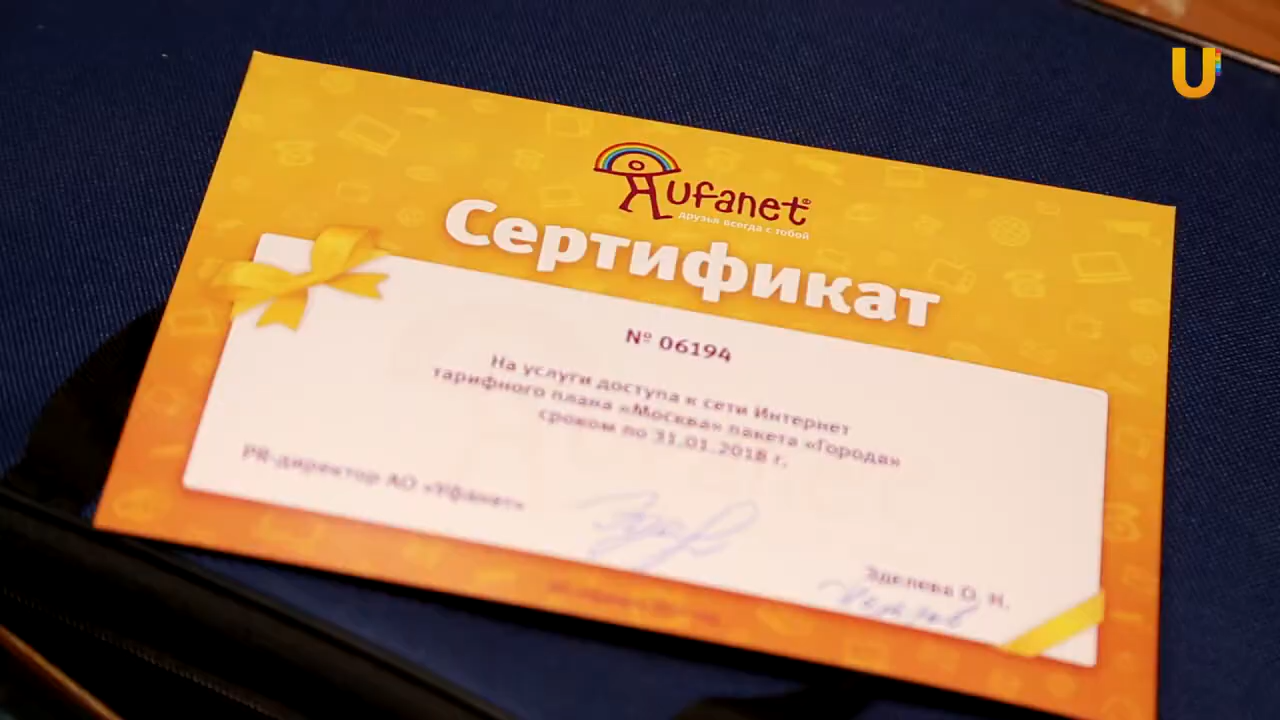 U
ufanet
друзья всегда с тобой
Сертификат
№ 06194
На услуги доступа к сети Интернет
тарифного плана «Москва» пакета «Города»
сроком по 31.01.2018 г.
PR-директор АО «Уфанет»
Эделева О. Н.